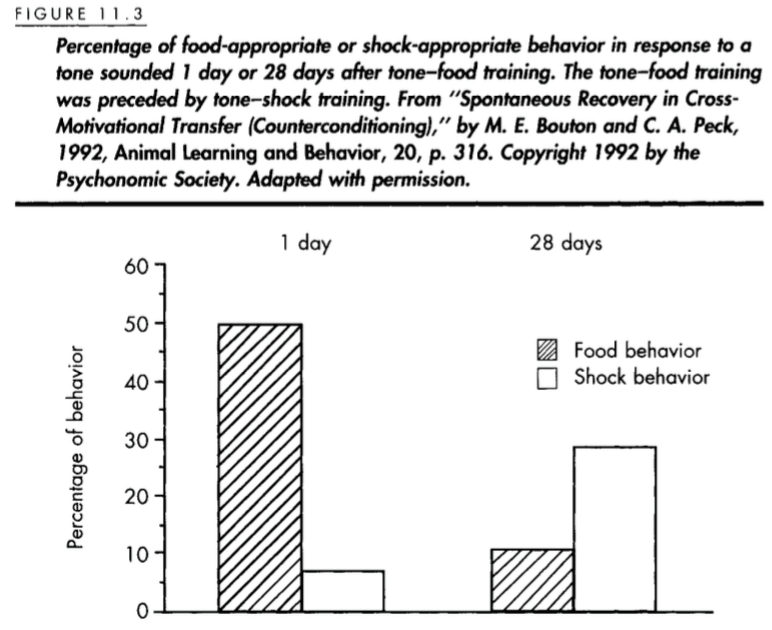 FIGURE 11.3
Percentage of food-appropriate or shock-appropriate behavior in response to a
tone sounded 1 day or 28 days after tone–food training. The tone–food training
was preceded by tone–shock training. From "Spontaneous Recovery in Cross-
Motivational Transfer (Counterconditioning)," by M. E. Bouton and C. A. Peck,
1992, Animal Learning and Behavior, 20, p. 316. Copyright 1992 by the
Psychonomic Society. Adapted with permission.
1 day
28 days
60
50
40
30
20
10
0
Percentage of behavior
Food behavior
Shock behavior